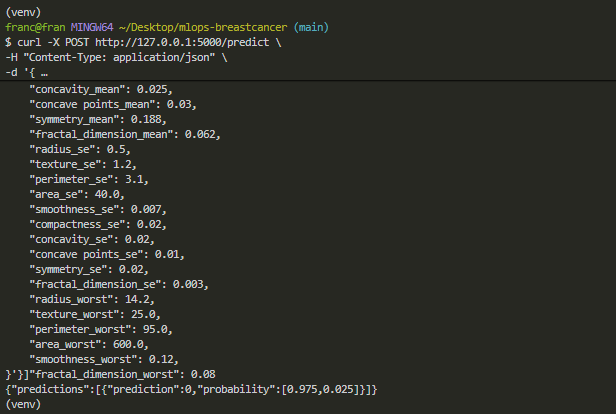 (venv)
franc@fran MINGW64 ~/Desktop/mlops-breastcancer (main)
$ curl -X POST http://127.0.0.1:5000/predict \
-H "Content-Type: application/json" \
-d '{ …
"concavity_mean": 0.025,
"concave points_mean": 0.03,
"symmetry_mean": 0.188,
"fractal_dimension_mean": 0.062,
"radius_se": 0.5,
"texture_se": 1.2,
"perimeter_se": 3.1,
"area_se": 40.0,
"smoothness_se": 0.007,
"compactness_se": 0.02,
"concavity_se": 0.02,
"concave points_se": 0.01,
"symmetry_se": 0.02,
"fractal_dimension_se": 0.003,
"radius_worst": 14.2,
"texture_worst": 25.0,
"perimeter_worst": 95.0,
"area_worst": 600.0,
"smoothness_worst": 0.12,
}'}]"fractal_dimension_worst": 0.08
{"predictions":[{"prediction":0,"probability":[0.975,0.025]}]}
(venv)